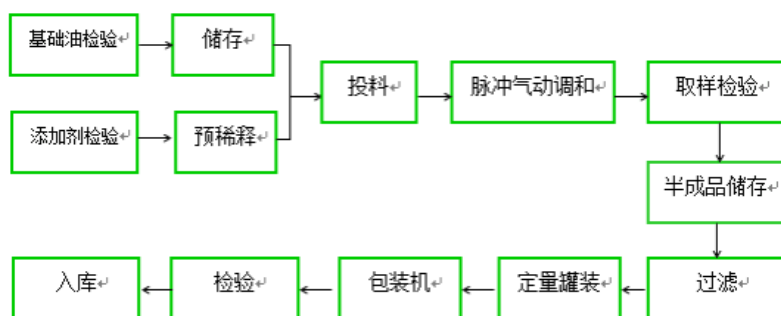 基础油检验
储存
投料
脉冲气动调和
取样检验
添加剂检验
预稀释
半成品储存
过滤
定量罐装
包装机
检验
入库